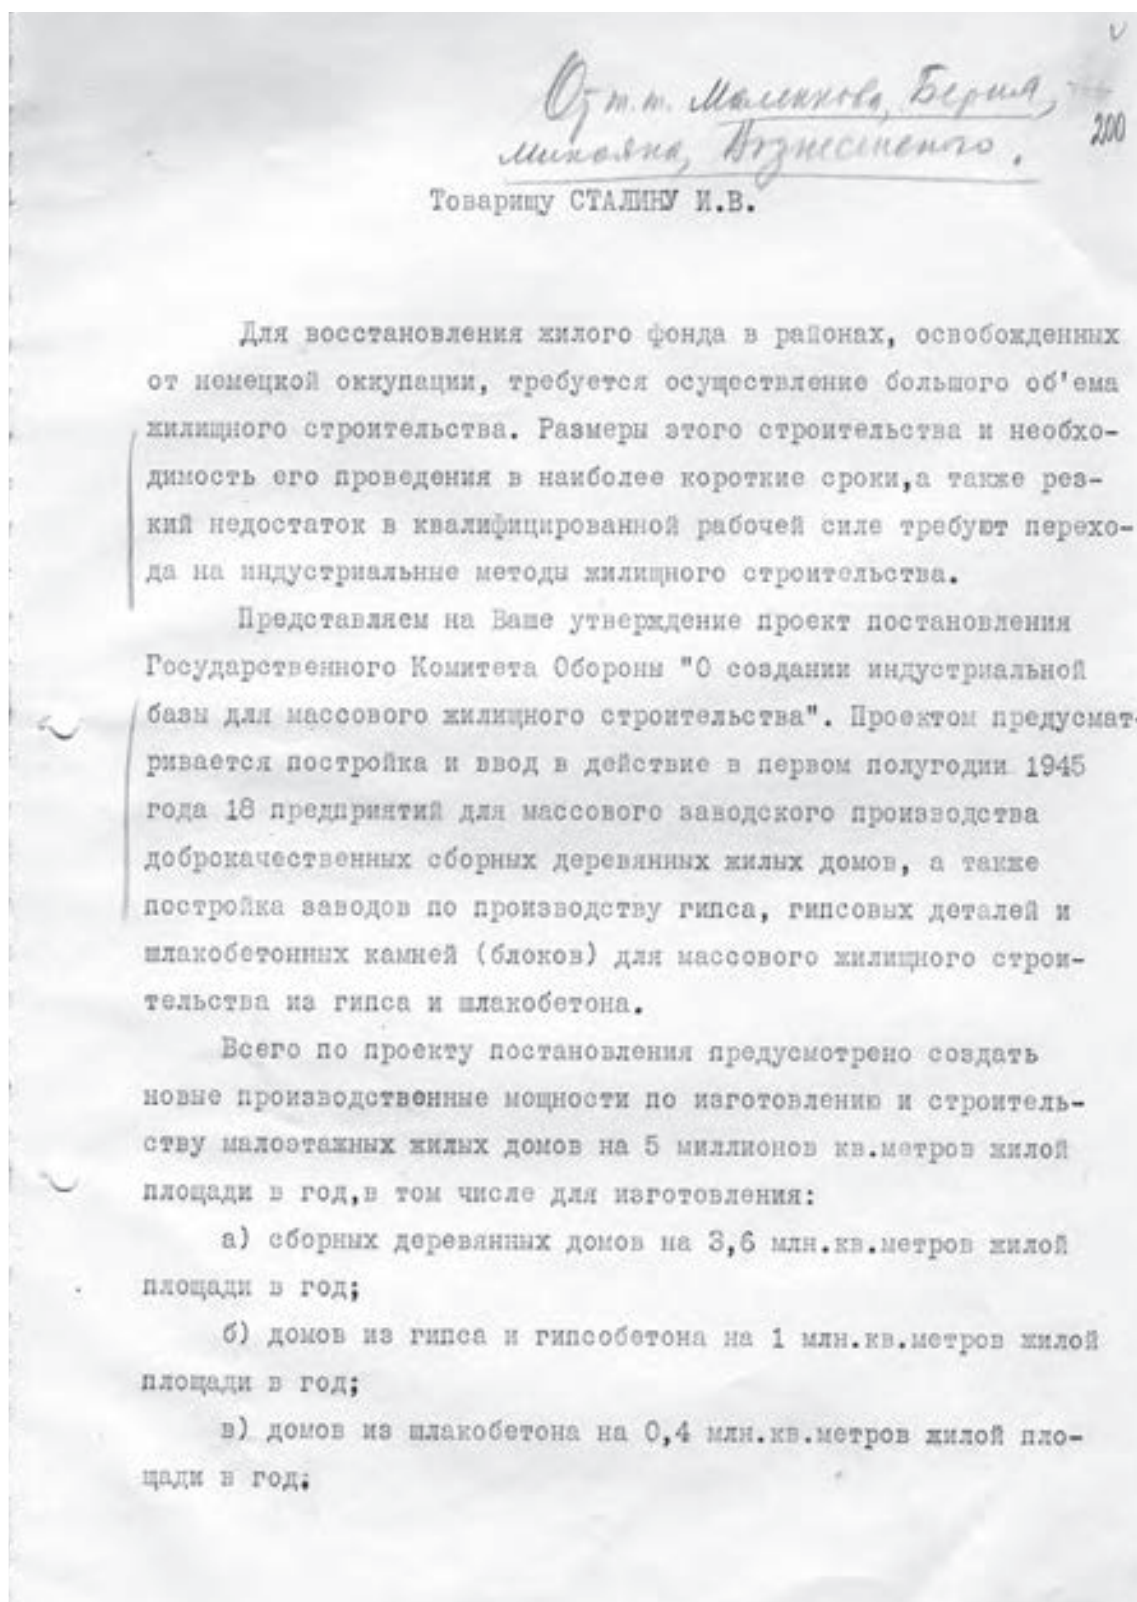 От т.т. Маленкова, Берия,
Микояна, Вознесенского.
200
Товарищу СТАЛИНУ И.В.
Для восстановления жилого фонда в районах, освобожденных
от немецкой оккупации, требуется осуществление большого об'ема
жилищного строительства. Размеры этого строительства и необхо-
димость его проведения в наиболее короткие сроки,а также рез-
кий недостаток в квалифицированной рабочей силе требуют перехо-
да на индустриальные методы жилищного строительства.
Представляем на Ваше утверждение проект постановления
Государственного Комитета Обороны "О создании индустриальной
базы для массового жилищного строительства". Проектом предусмат-
ривается постройка и ввод в действие в первом полугодии 1945
года 18 предприятий для массового заводского производства
доброкачественных сборных деревянных жилых домов, а также
постройка заводов по производству гипса, гипсовых деталей и
шлакобетонных камней (блоков) для массового жилищного строи-
тельства из гипса и шлакобетона.
Всего по проекту постановления предусмотрено создать
новые производственные мощности по изготовлению и строитель-
ству малоэтажных жилых домов на 5 миллионов кв.метров жилой
площади в год,в том числе для изготовления:
а) сборных деревянных домов на 3,6 млн.кв.метров жилой
площади в год;
б) домов из гипса и гипсобетона на 1 млн.кв.метров жилой
площади в год;
в) домов из шлакобетона на 0,4 млн.кв.метров жилой пло-
щади в год.